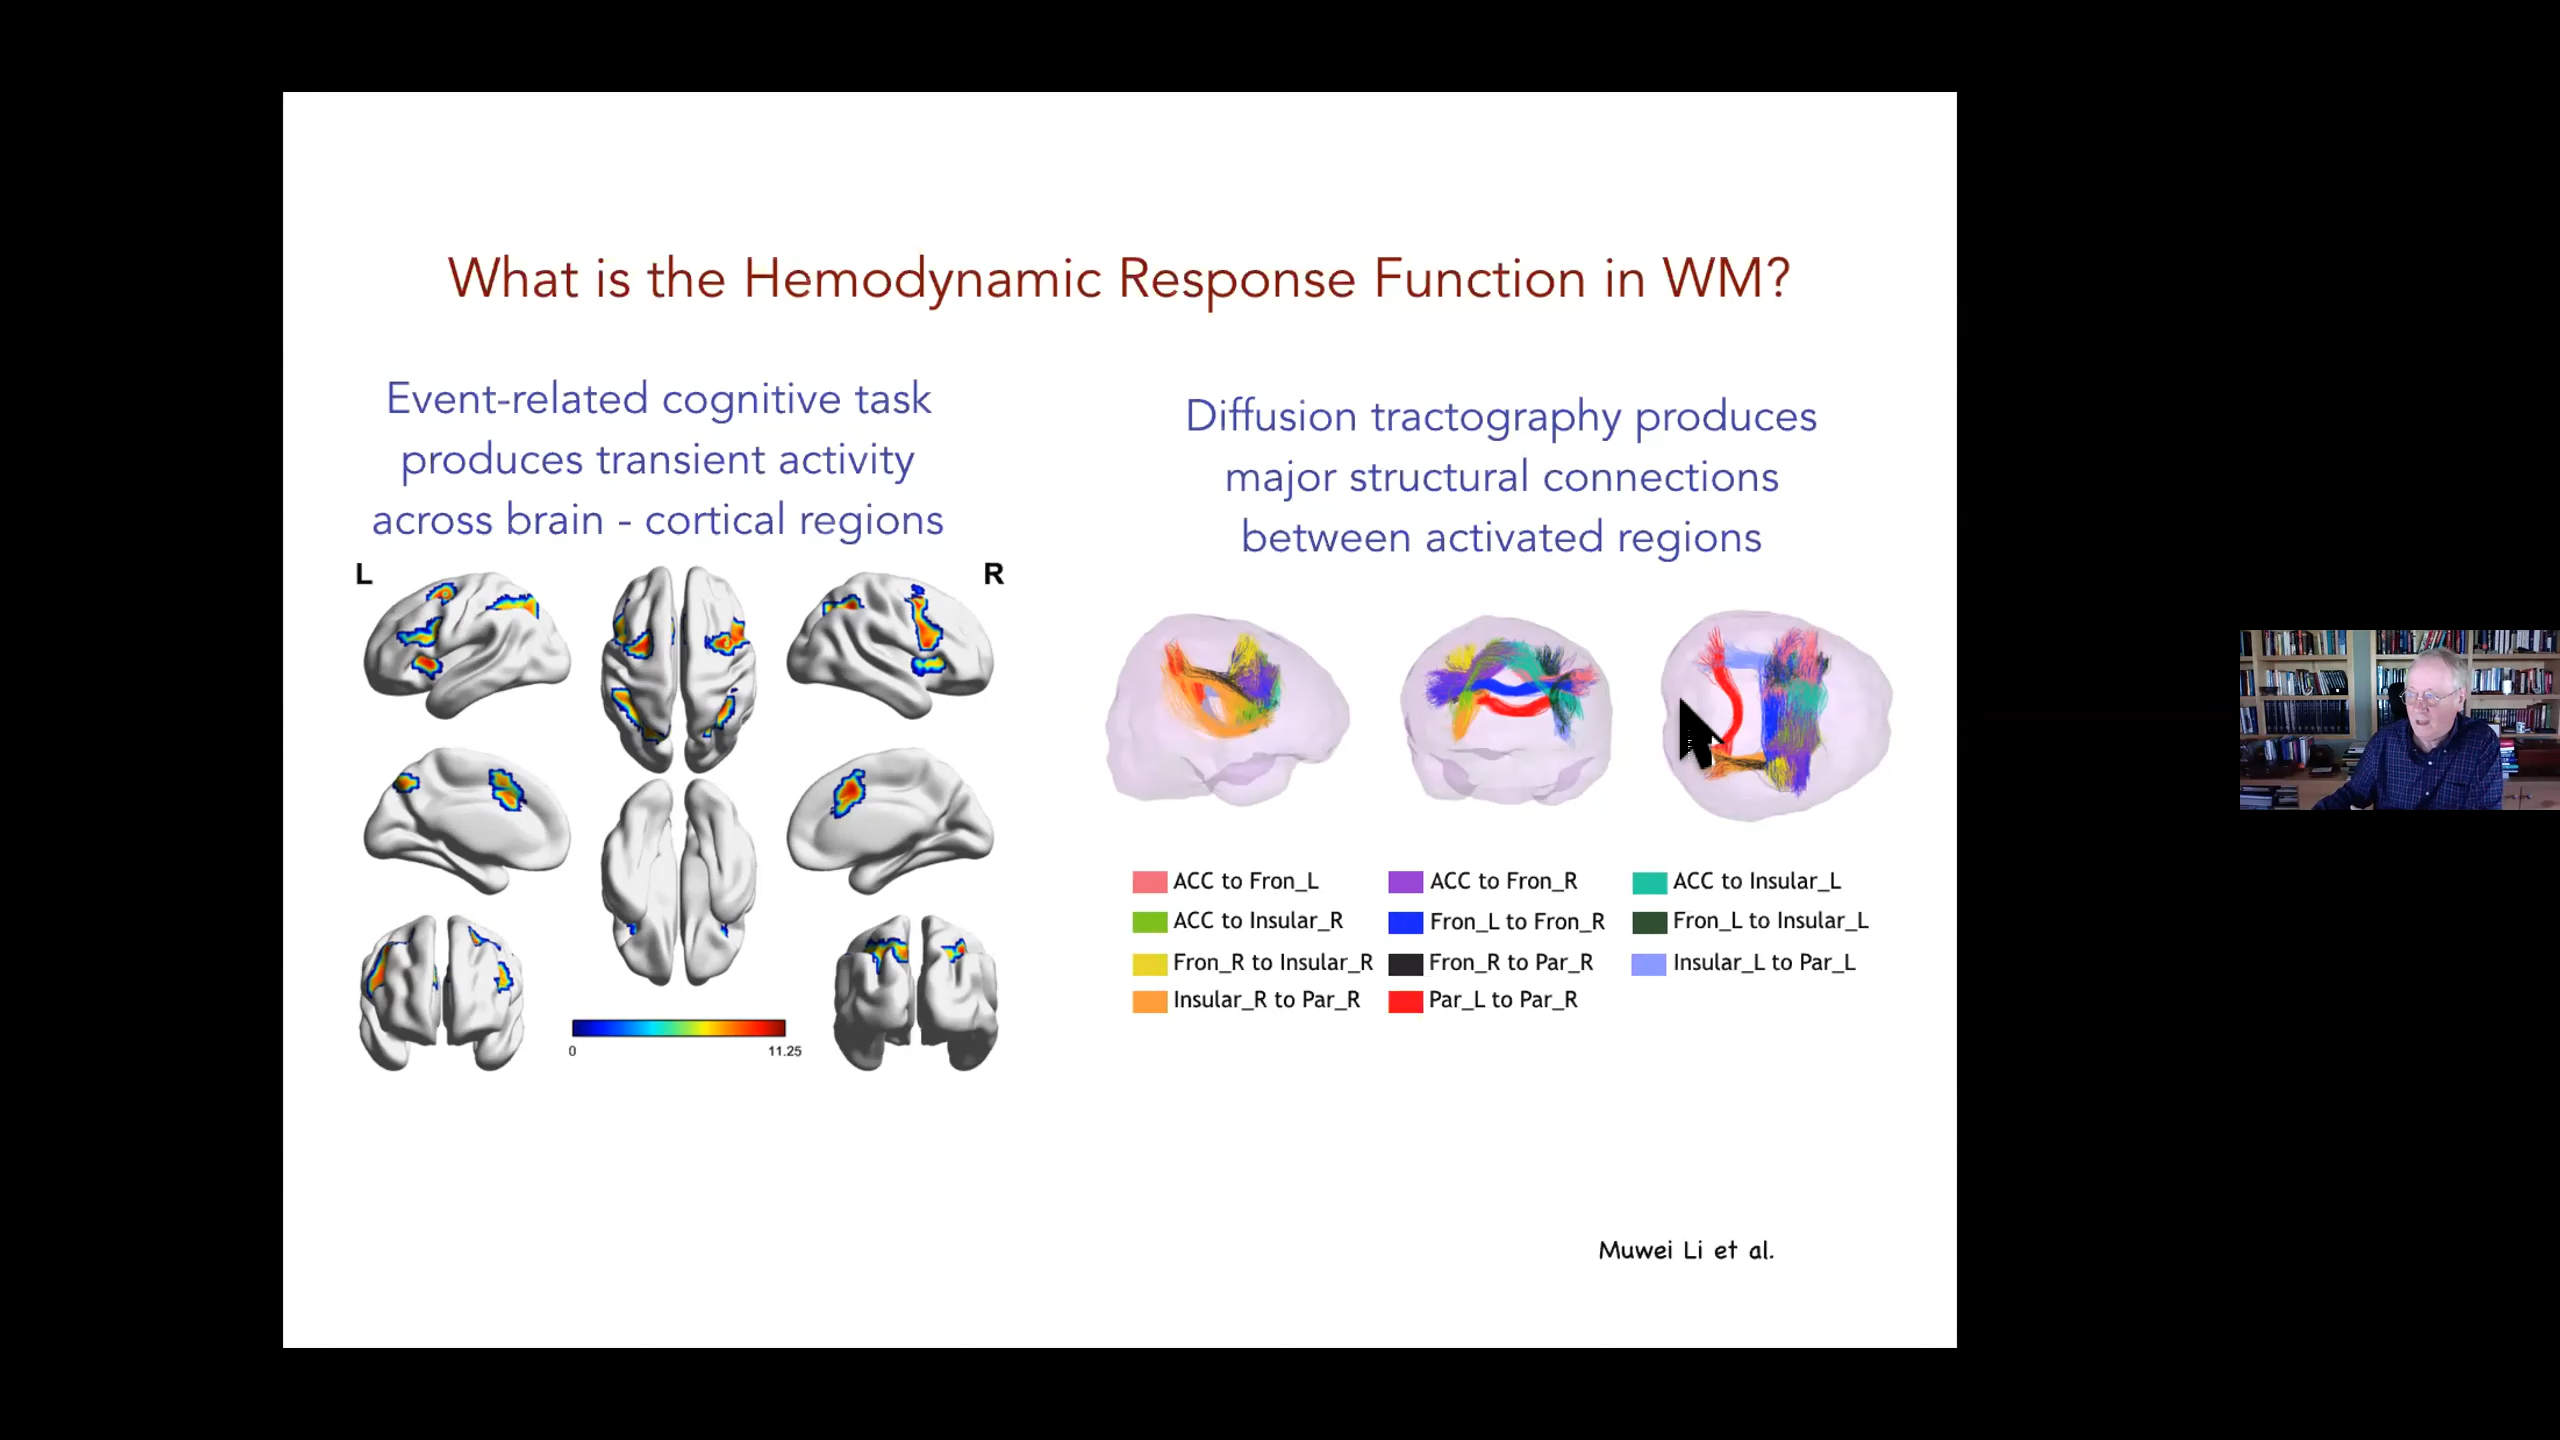 What is the Hemodynamic Response Function in WM?
Event-related cognitive task
produces transient activity
across brain - cortical regions
L
R
0
11.25
Diffusion tractography produces
major structural connections
between activated regions
ACC to Fron_L
ACC to Fron_R
ACC to Insular_L
ACC to Insular_R
Fron_L to Fron_R
Fron_L to Insular_L
Fron_R to Insular_R
Fron_R to Par_R
Insular_L to Par_L
Insular_R to Par_R
Par_L to Par_R
Muwei Li et al.